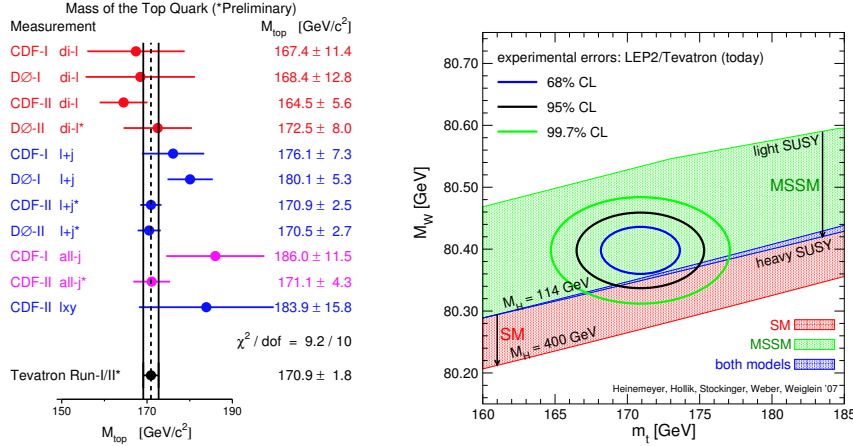 Mass of the Top Quark (*Preliminary)
Measurement M_top [GeV/c²]
CDF-I di-l 167.4 ± 11.4
DØ-I di-l 168.4 ± 12.8
CDF-II di-l 164.5 ± 5.6
DØ-II di-l* 172.5 ± 8.0
CDF-I l+j 176.1 ± 7.3
DØ-I l+j 180.1 ± 5.3
CDF-II l+j* 170.9 ± 2.5
DØ-II l+j* 170.5 ± 2.7
CDF-I all-j 186.0 ± 11.5
CDF-II all-j* 171.1 ± 4.3
CDF-II lxy 183.9 ± 15.8
χ² / dof = 9.2 / 10
Tevatron Run-I/II* 170.9 ± 1.8
150 170 190
M_top [GeV/c²]
80.70
80.60
80.50
80.40
80.30
80.20
M_W [GeV]
experimental errors: LEP2/Tevatron (today)
68% CL
95% CL
99.7% CL
light SUSY
MSSM
heavy SUSY
M_H = 114 GeV
SM
M_H = 400 GeV
SM
MSSM
both models
Heinemeyer, Hollik, Stockinger, Weber, Weiglein '07
160 165 170 175 180 185
m_t [GeV]